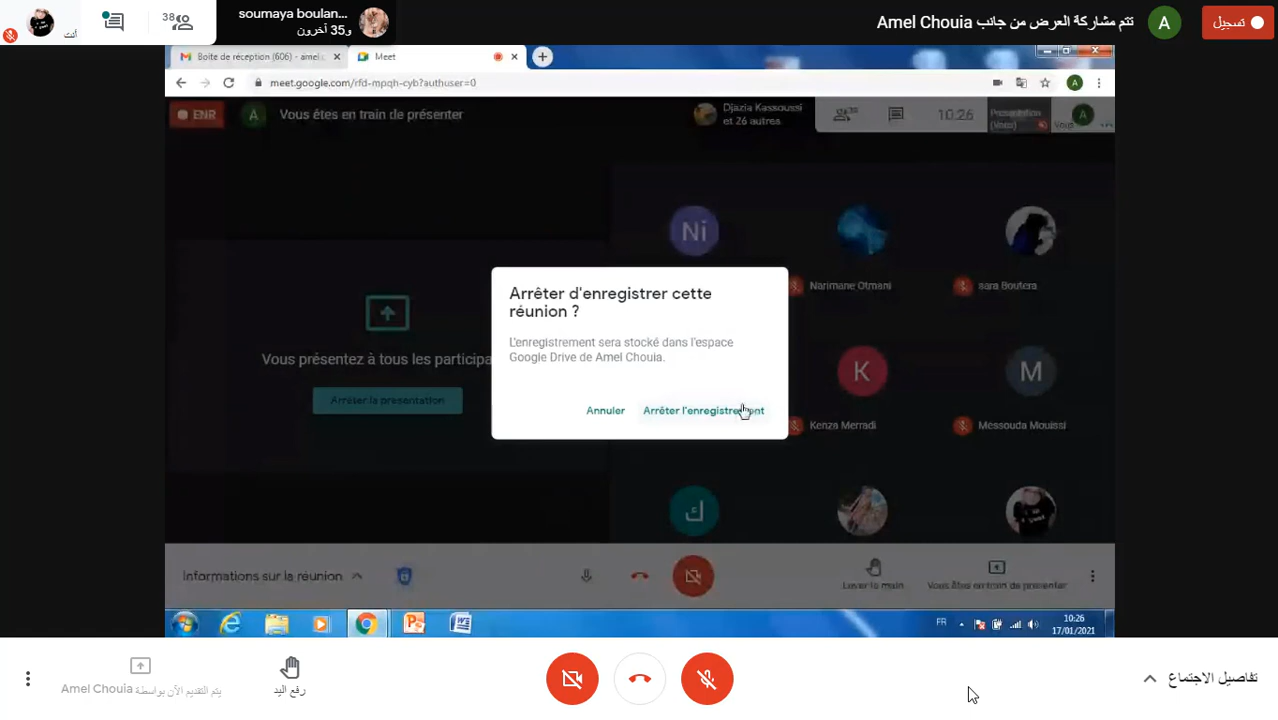 أنت
38
soumaya boulan...
و35 آخرون
تتم مشاركة العرض من جانب Amel Chouia
A
تسجيل
Boîte de réception (606) - amel
Meet
meet.google.com/rfd-mpqh-cyb?authuser=0
A
ENR
A
Vous êtes en train de présenter
Djazia Kassoussi
et 26 autres
10:26
Présentation
(Vous)
A
Vous
Ni
Narimane Otmani
sara Boutera
Arrêter d'enregistrer cette
réunion ?
L'enregistrement sera stocké dans l'espace
Google Drive de Amel Chouia.
Annuler
Arrêter l'enregistrement
Vous présentez à tous les participa
Arrêter la présentation
K
M
Kenza Merradi
Messouda Mouissi
ك
Informations sur la réunion
Lever la main
Vous êtes en train de présenter
FR
10:26
17/01/2021
يتم التقديم الآن بواسطة Amel Chouia
رفع اليد
تفاصيل الاجتماع